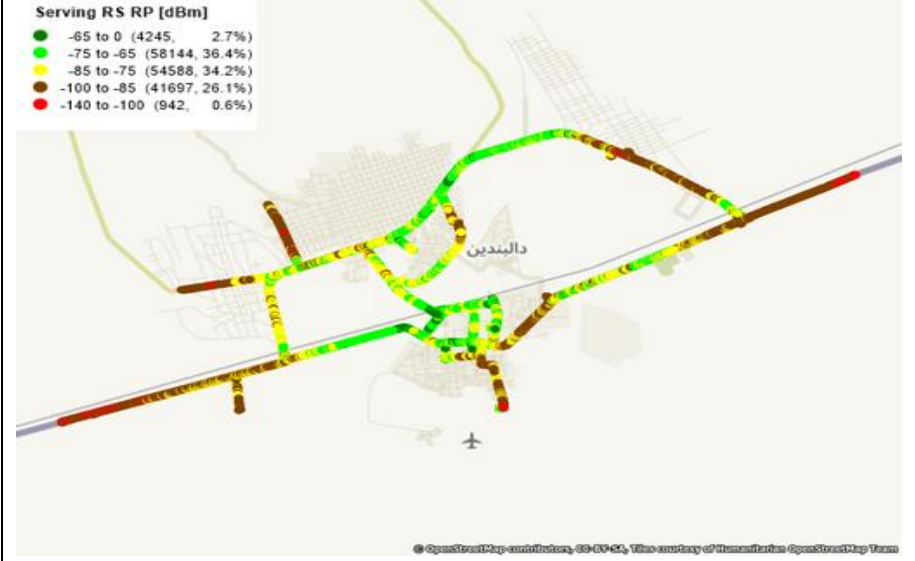 Serving RS RP [dBm]
-65 to 0 (4245, 2.7%)
-75 to -65 (58144, 36.4%)
-85 to -75 (54588, 34.2%)
-100 to -85 (41697, 26.1%)
-140 to -100 (942, 0.6%)
دالبندین
© OpenStreetMap contributors, CC-BY-SA, Tiles courtesy of Humanitarian OpenStreetMap Team